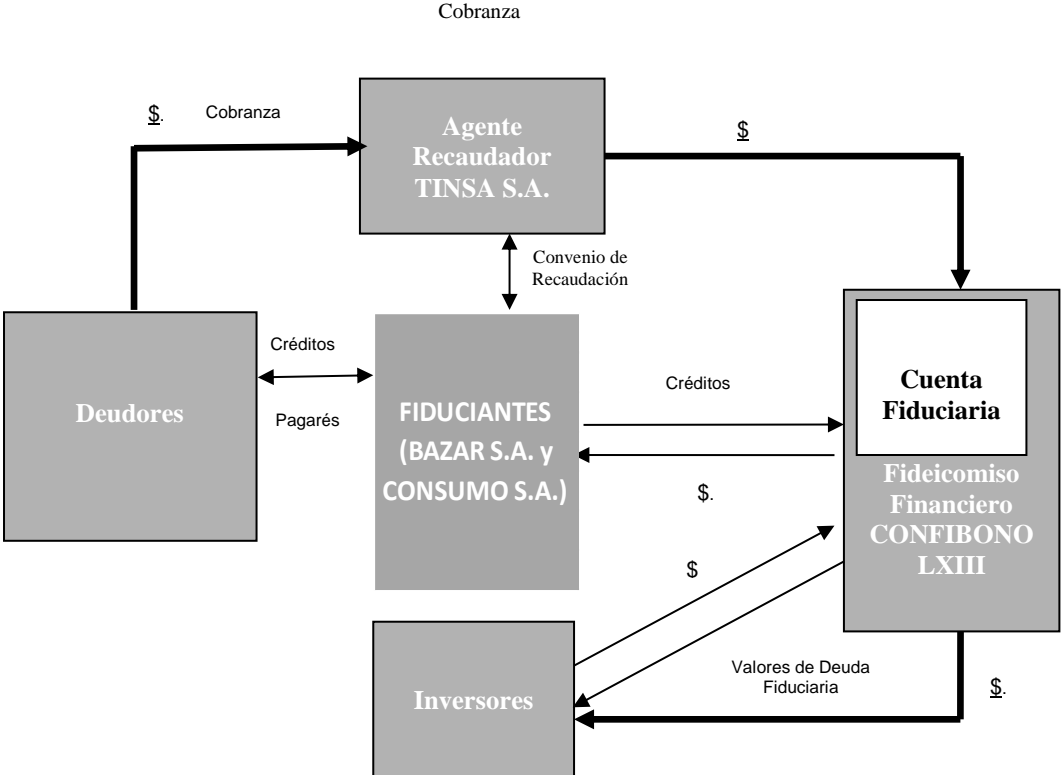 Cobranza
$.
Cobranza
Agente
Recaudador
TINSA S.A.
$
Convenio de
Recaudación
Deudores
Créditos
Pagarés
FIDUCIANTES
(BAZAR S.A. y
CONSUMO S.A.)
Créditos
$.
Cuenta
Fiduciaria
Fideicomiso
Financiero
CONFIBONO
LXIII
$
Valores de Deuda
Fiduciaria
$.
Inversores